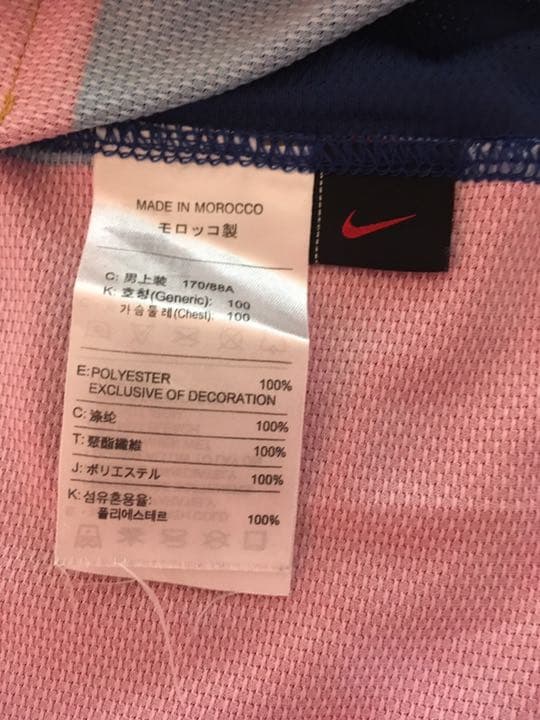 MADE IN MOROCCO
モロッコ製
C: 男上装 170/88A
K: 호칭(Generic): 100
가슴둘레(Chest): 100
E: POLYESTER 100%
EXCLUSIVE OF DECORATION
C: 涤纶 100%
T: 聚酯纖維 100%
J: ポリエステル 100%
K: 섬유혼용율:
폴리에스테르 100%